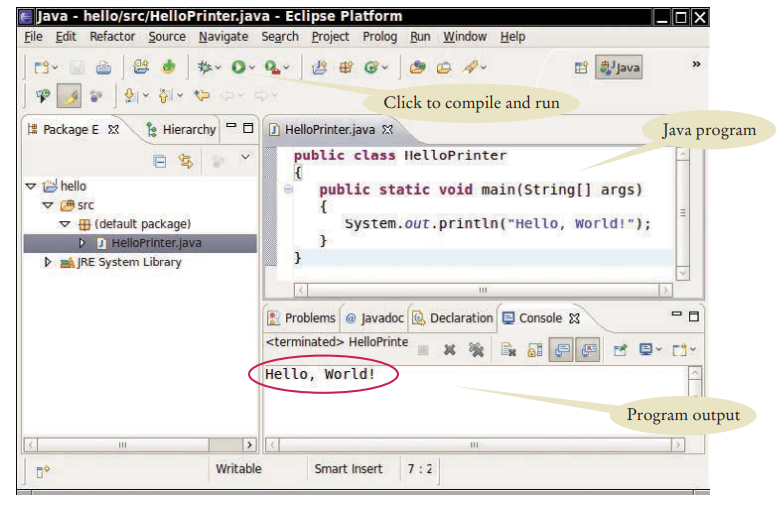 Java - hello/src/HelloPrinter.java - Eclipse Platform
File Edit Refactor Source Navigate Search Project Prolog Run Window Help
Java
»
Click to compile and run
Package E
Hierarchy
HelloPrinter.java
Java program
hello
src
(default package)
HelloPrinter.java
JRE System Library
public class HelloPrinter
{
public static void main(String[] args)
{
System.out.println("Hello, World!");
}
}
Problems @ Javadoc Declaration Console
<terminated> HelloPrinte
Hello, World!
Program output
Writable Smart Insert 7 : 2